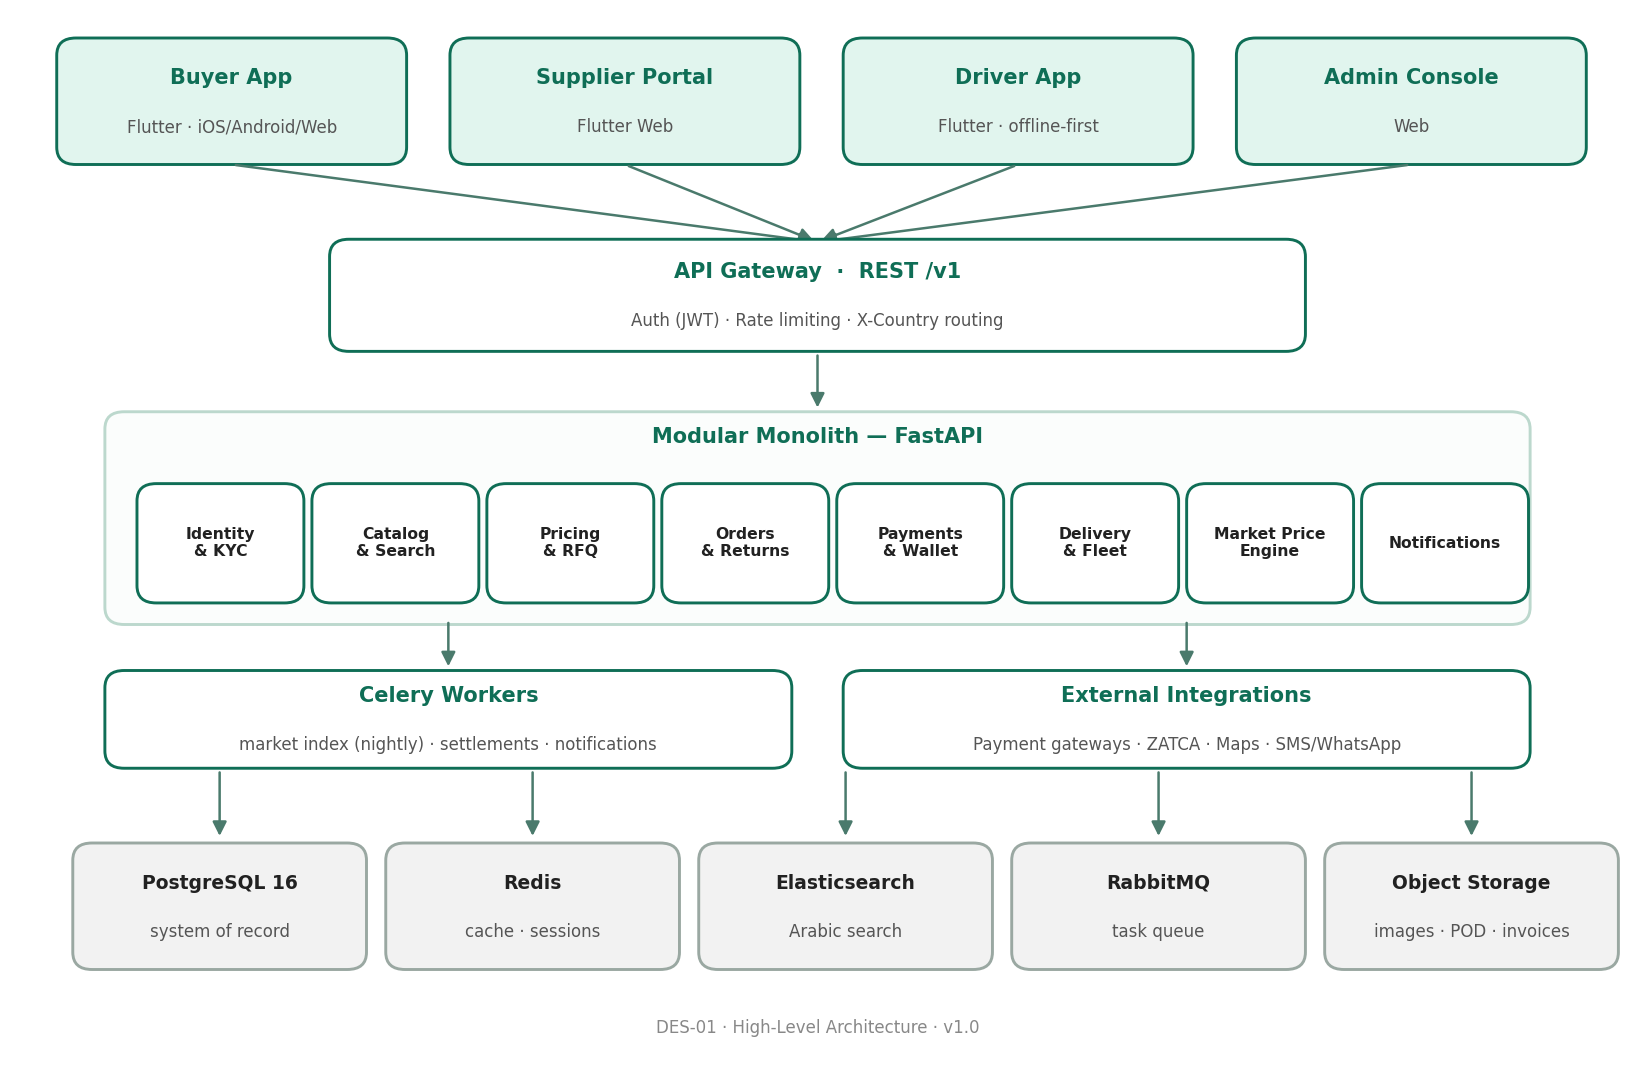 Buyer App
Flutter · iOS/Android/Web
Supplier Portal
Flutter Web
Driver App
Flutter · offline-first
Admin Console
Web
API Gateway · REST /v1
Auth (JWT) · Rate limiting · X-Country routing
Modular Monolith — FastAPI
Identity
& KYC
Catalog
& Search
Pricing
& RFQ
Orders
& Returns
Payments
& Wallet
Delivery
& Fleet
Market Price
Engine
Notifications
Celery Workers
market index (nightly) · settlements · notifications
External Integrations
Payment gateways · ZATCA · Maps · SMS/WhatsApp
PostgreSQL 16
system of record
Redis
cache · sessions
Elasticsearch
Arabic search
RabbitMQ
task queue
Object Storage
images · POD · invoices
DES-01 · High-Level Architecture · v1.0